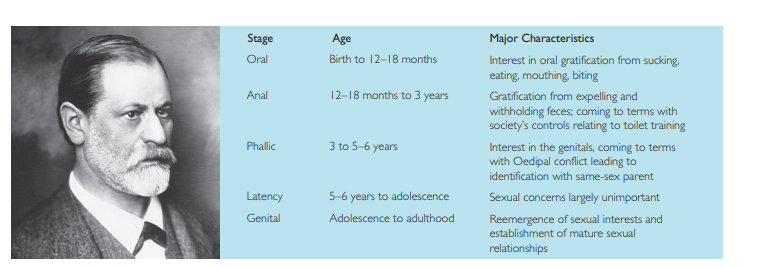 Stage Age Major Characteristics
Oral Birth to 12–18 months Interest in oral gratification from sucking,
eating, mouthing, biting
Anal 12–18 months to 3 years Gratification from expelling and
withholding feces; coming to terms with
society's controls relating to toilet training
Phallic 3 to 5–6 years Interest in the genitals, coming to terms
with Oedipal conflict leading to
identification with same-sex parent
Latency 5–6 years to adolescence Sexual concerns largely unimportant
Genital Adolescence to adulthood Reemergence of sexual interests and
establishment of mature sexual
relationships